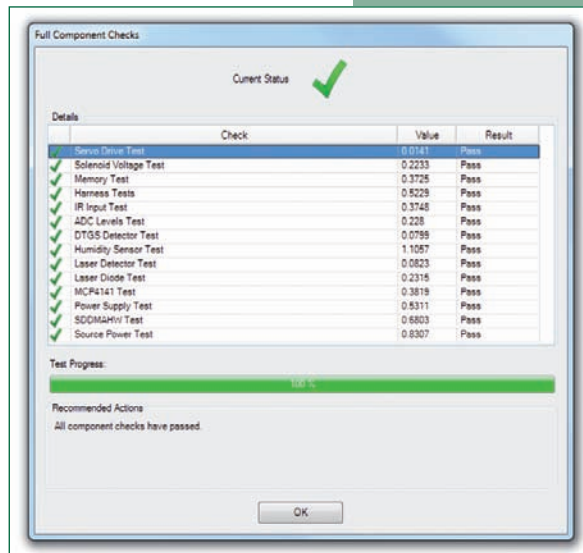 Full Component Checks
Current Status
Details
Check Value Result
Servo Drive Test 0.0141 Pass
Solenoid Voltage Test 0.2233 Pass
Memory Test 0.3725 Pass
Harness Tests 0.5229 Pass
IR Input Test 0.3748 Pass
ADC Levels Test 0.228 Pass
DTGS Detector Test 0.0799 Pass
Humidity Sensor Test 1.1057 Pass
Laser Detector Test 0.0823 Pass
Laser Diode Test 0.2315 Pass
MCP4141 Test 0.3819 Pass
Power Supply Test 0.5311 Pass
SDDMAHW Test 0.6803 Pass
Source Power Test 0.8307 Pass
Test Progress:
100 %
Recommended Actions
All component checks have passed.
OK